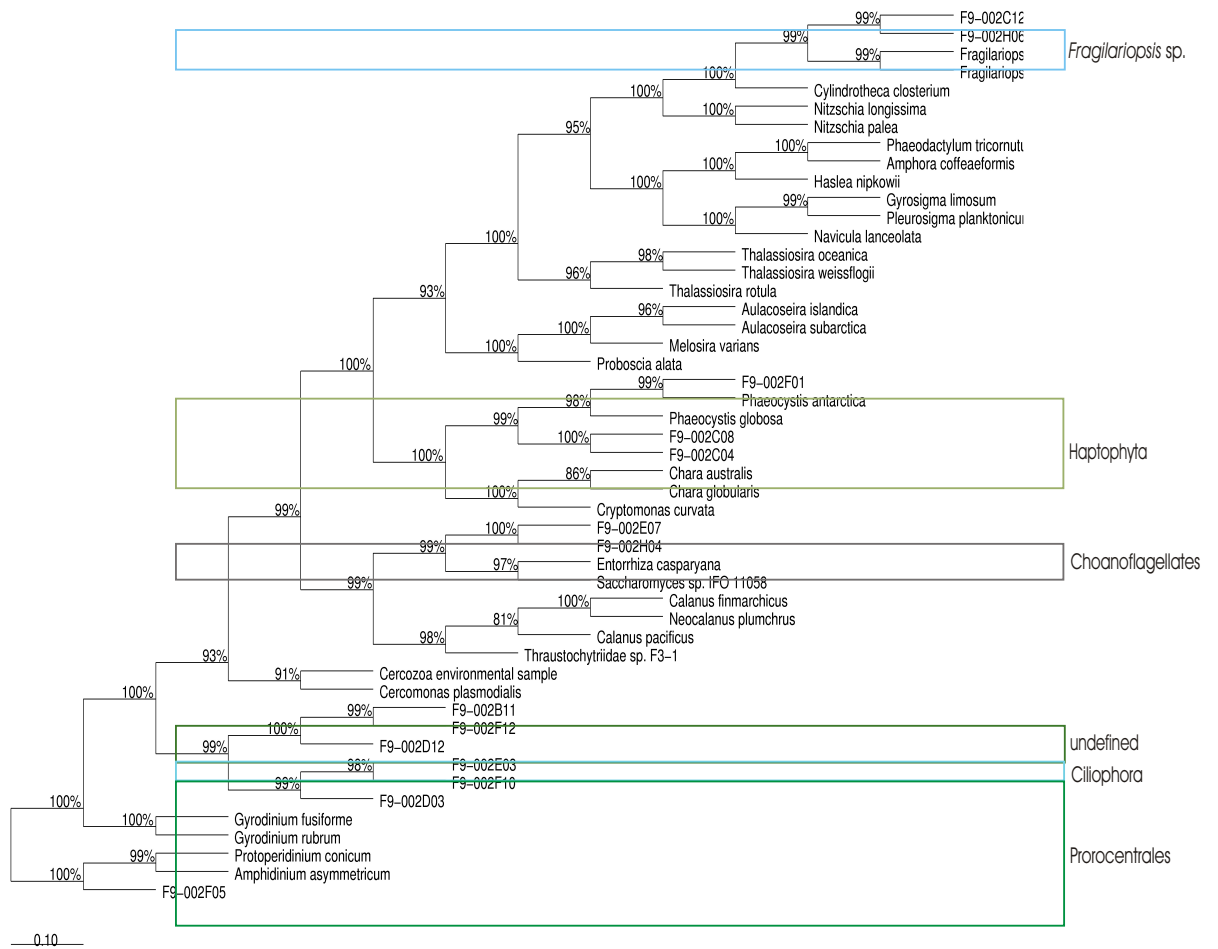 99% F9-002C12
99% F9-002H06
99% Fragilariops
Fragilariops
Fragilariopsis sp.
100% Cylindrotheca closterium
100%
100% Nitzschia longissima
Nitzschia palea
95%
100% Phaeodactylum tricornutu
Amphora coffeaeformis
100% Haslea nipkowii
100%
99% Gyrosigma limosum
Pleurosigma planktonicu
100% Navicula lanceolata
100%
98% Thalassiosira oceanica
Thalassiosira weissflogii
96% Thalassiosira rotula
93%
96% Aulacoseira islandica
Aulacoseira subarctica
100% Melosira varians
100% Proboscia alata
100%
99% F9-002F01
Phaeocystis antarctica
98% Phaeocystis globosa
99%
100% F9-002C08
F9-002C04
Haptophyta
100%
86% Chara australis
Chara globularis
100% Cryptomonas curvata
99%
100% F9-002E07
F9-002H04
99%
97% Entorrhiza casparyana
Saccharomyces sp. IFO 11058
Choanoflagellates
99%
100% Calanus finmarchicus
Neocalanus plumchrus
81% Calanus pacificus
98% Thraustochytriidae sp. F3-1
93%
91% Cercozoa environmental sample
Cercomonas plasmodialis
100%
99% F9-002B11
F9-002F12
100% F9-002D12
undefined
99%
98% F9-002E03
F9-002F10
Ciliophora
99% F9-002D03
100%
100% Gyrodinium fusiforme
Gyrodinium rubrum
99% Protoperidinium conicum
Prorocentrales
Amphidinium asymmetricum
100% F9-002F05
0.10